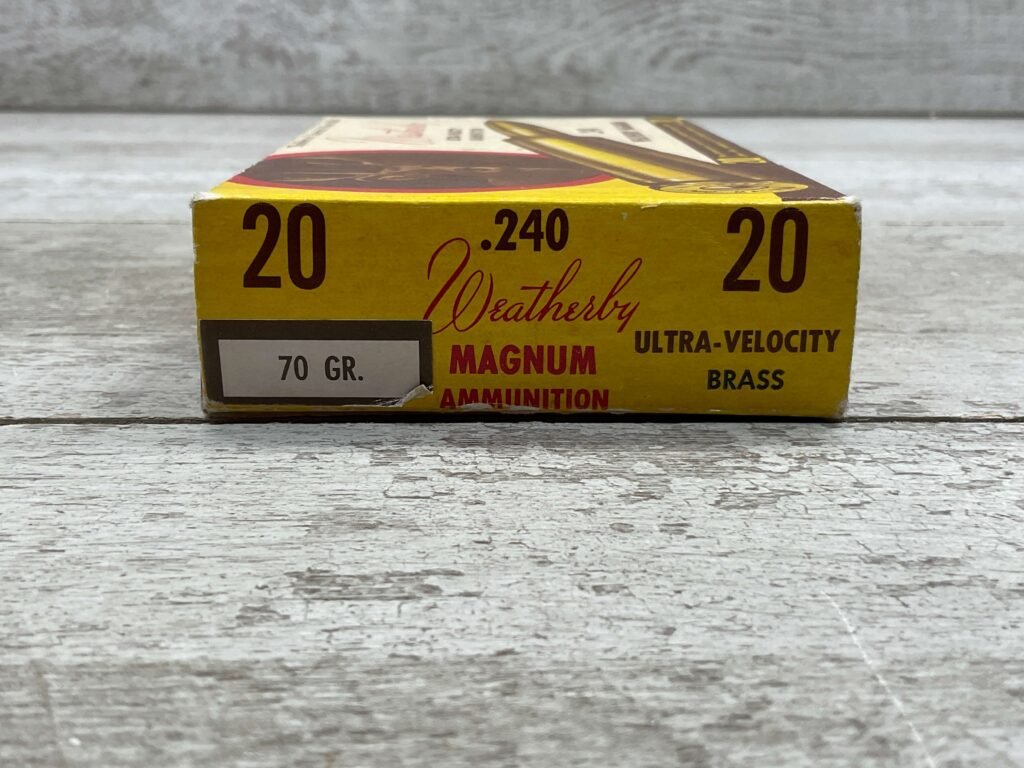 20
.240
20
Weatherby
70 GR.
MAGNUM
AMMUNITION
ULTRA-VELOCITY
BRASS